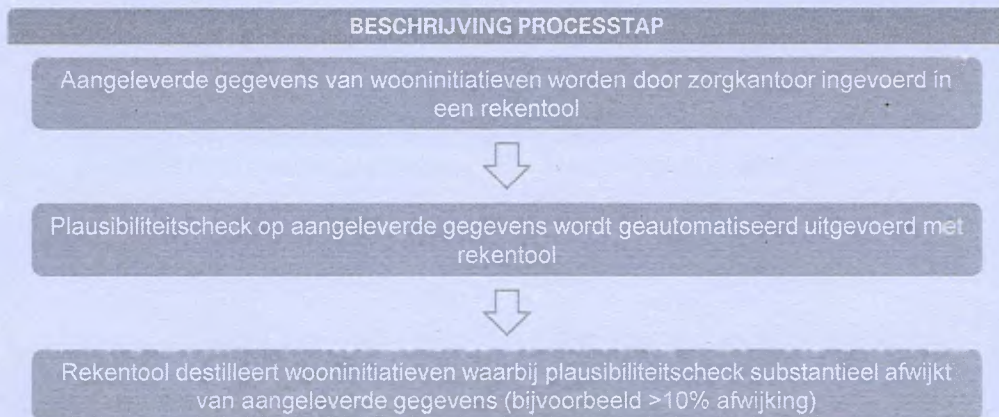 BESCHRIJVING PROCESSTAP
Aangeleverde gegevens van wooninitiatieven worden door zorgkantoor ingevoerd in
een rekentool
Plausibiliteitscheck op aangeleverde gegevens wordt geautomatiseerd uitgevoerd met
rekentool
Rekentool destilleert wooninitiatieven waarbij plausibiliteitscheck substantieel afwijkt
van aangeleverde gegevens (bijvoorbeeld >10% afwijking)